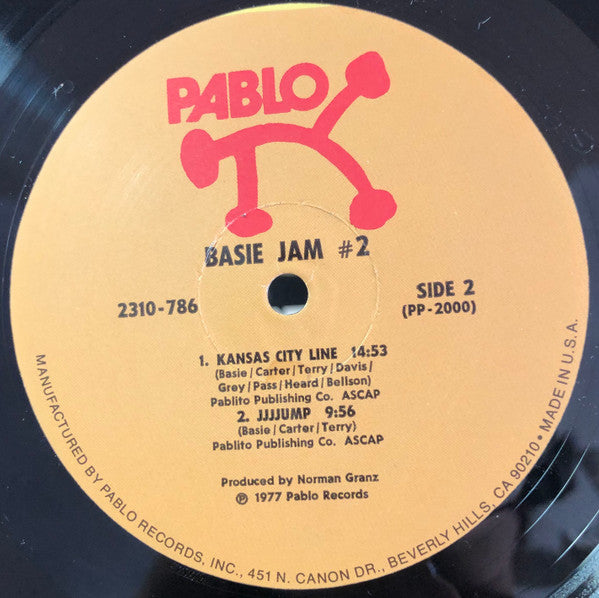 PABLO
BASIE JAM #2
2310-786
SIDE 2
(PP-2000)
1. KANSAS CITY LINE 14:53
(Basie/Carter/Terry/Davis/
Grey/Pass/Heard/Bellson)
Pablito Publishing Co. ASCAP
2. JJJJUMP 9:56
(Basie/Carter/Terry)
Pablito Publishing Co. ASCAP
Produced by Norman Granz
℗ 1977 Pablo Records
MANUFACTURED BY PABLO RECORDS, INC., 451 N. CANON DR., BEVERLY HILLS, CA 90210 • MADE IN U.S.A.